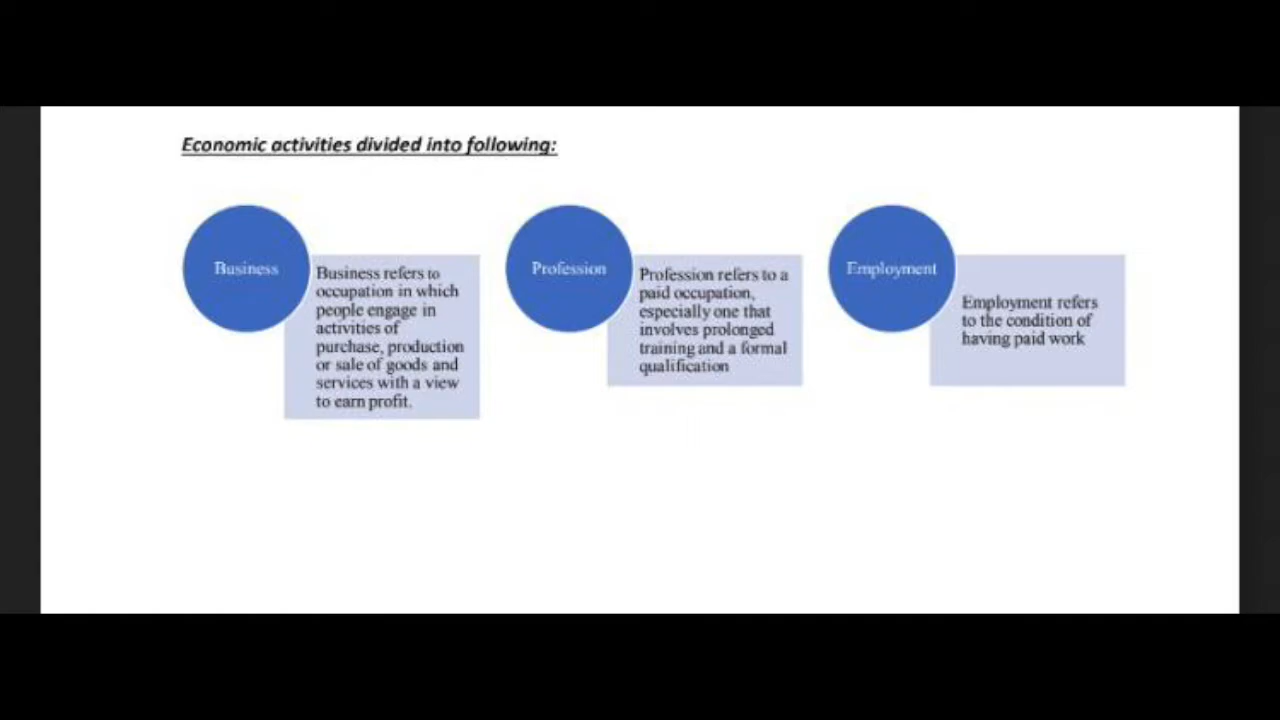 Economic activities divided into following:
Business
Business refers to
occupation in which
people engage in
activities of
purchase, production
or sale of goods and
services with a view
to earn profit.
Profession
Profession refers to a
paid occupation,
especially one that
involves prolonged
training and a formal
qualification
Employment
Employment refers
to the condition of
having paid work